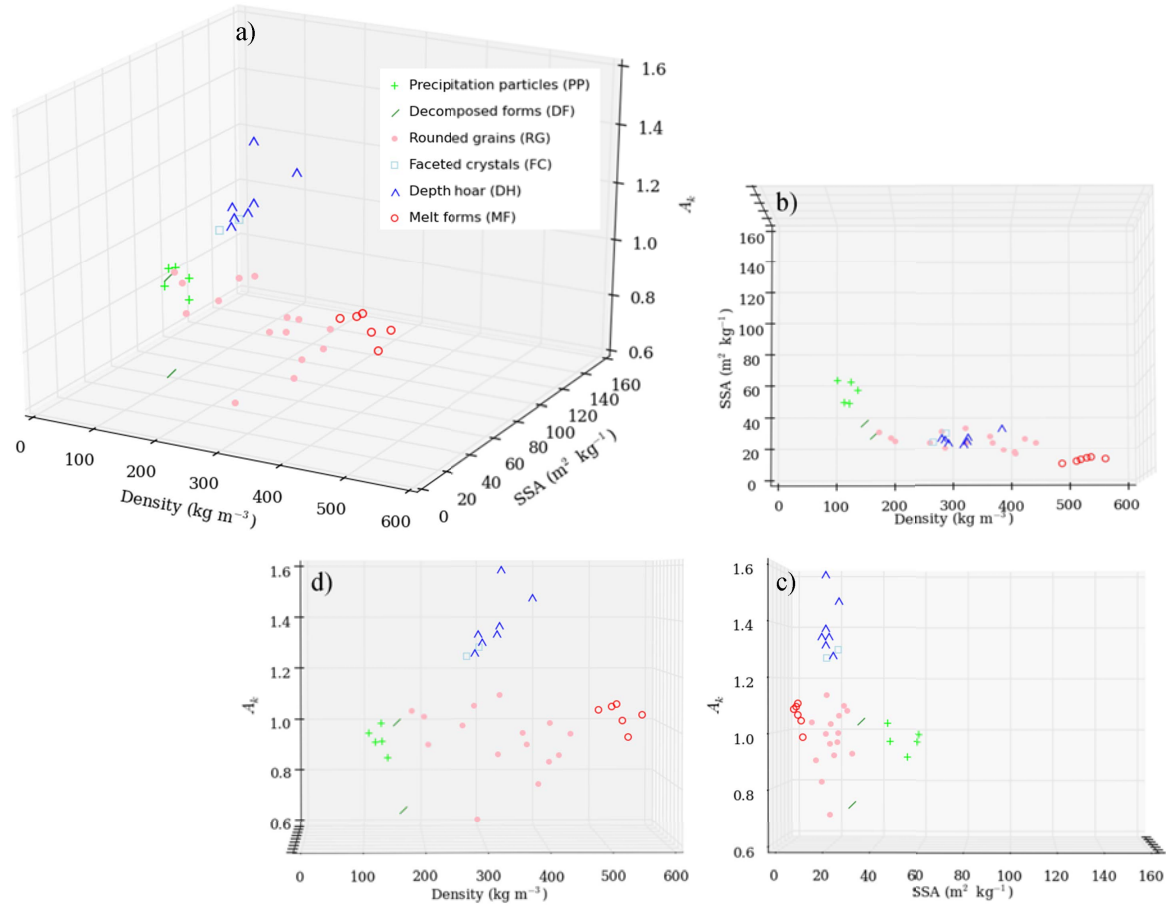 a)
Precipitation particles (PP)
Decomposed forms (DF)
Rounded grains (RG)
Faceted crystals (FC)
Depth hoar (DH)
Melt forms (MF)
1.6
1.4
1.2
1.0
0.8
0.6
A_k
0 100 200 300 400 500 600
Density (kg m⁻³)
0 20 40 60 80 100 120 140 160
SSA (m² kg⁻¹)
b)
160
140
120
100
80
60
40
20
0
SSA (m² kg⁻¹)
0 100 200 300 400 500 600
Density (kg m⁻³)
d)
1.6
1.4
1.2
1.0
0.8
0.6
A_k
0 100 200 300 400 500 600
Density (kg m⁻³)
c)
1.6
1.4
1.2
1.0
0.8
0.6
A_k
0 20 40 60 80 100 120 140 160
SSA (m² kg⁻¹)